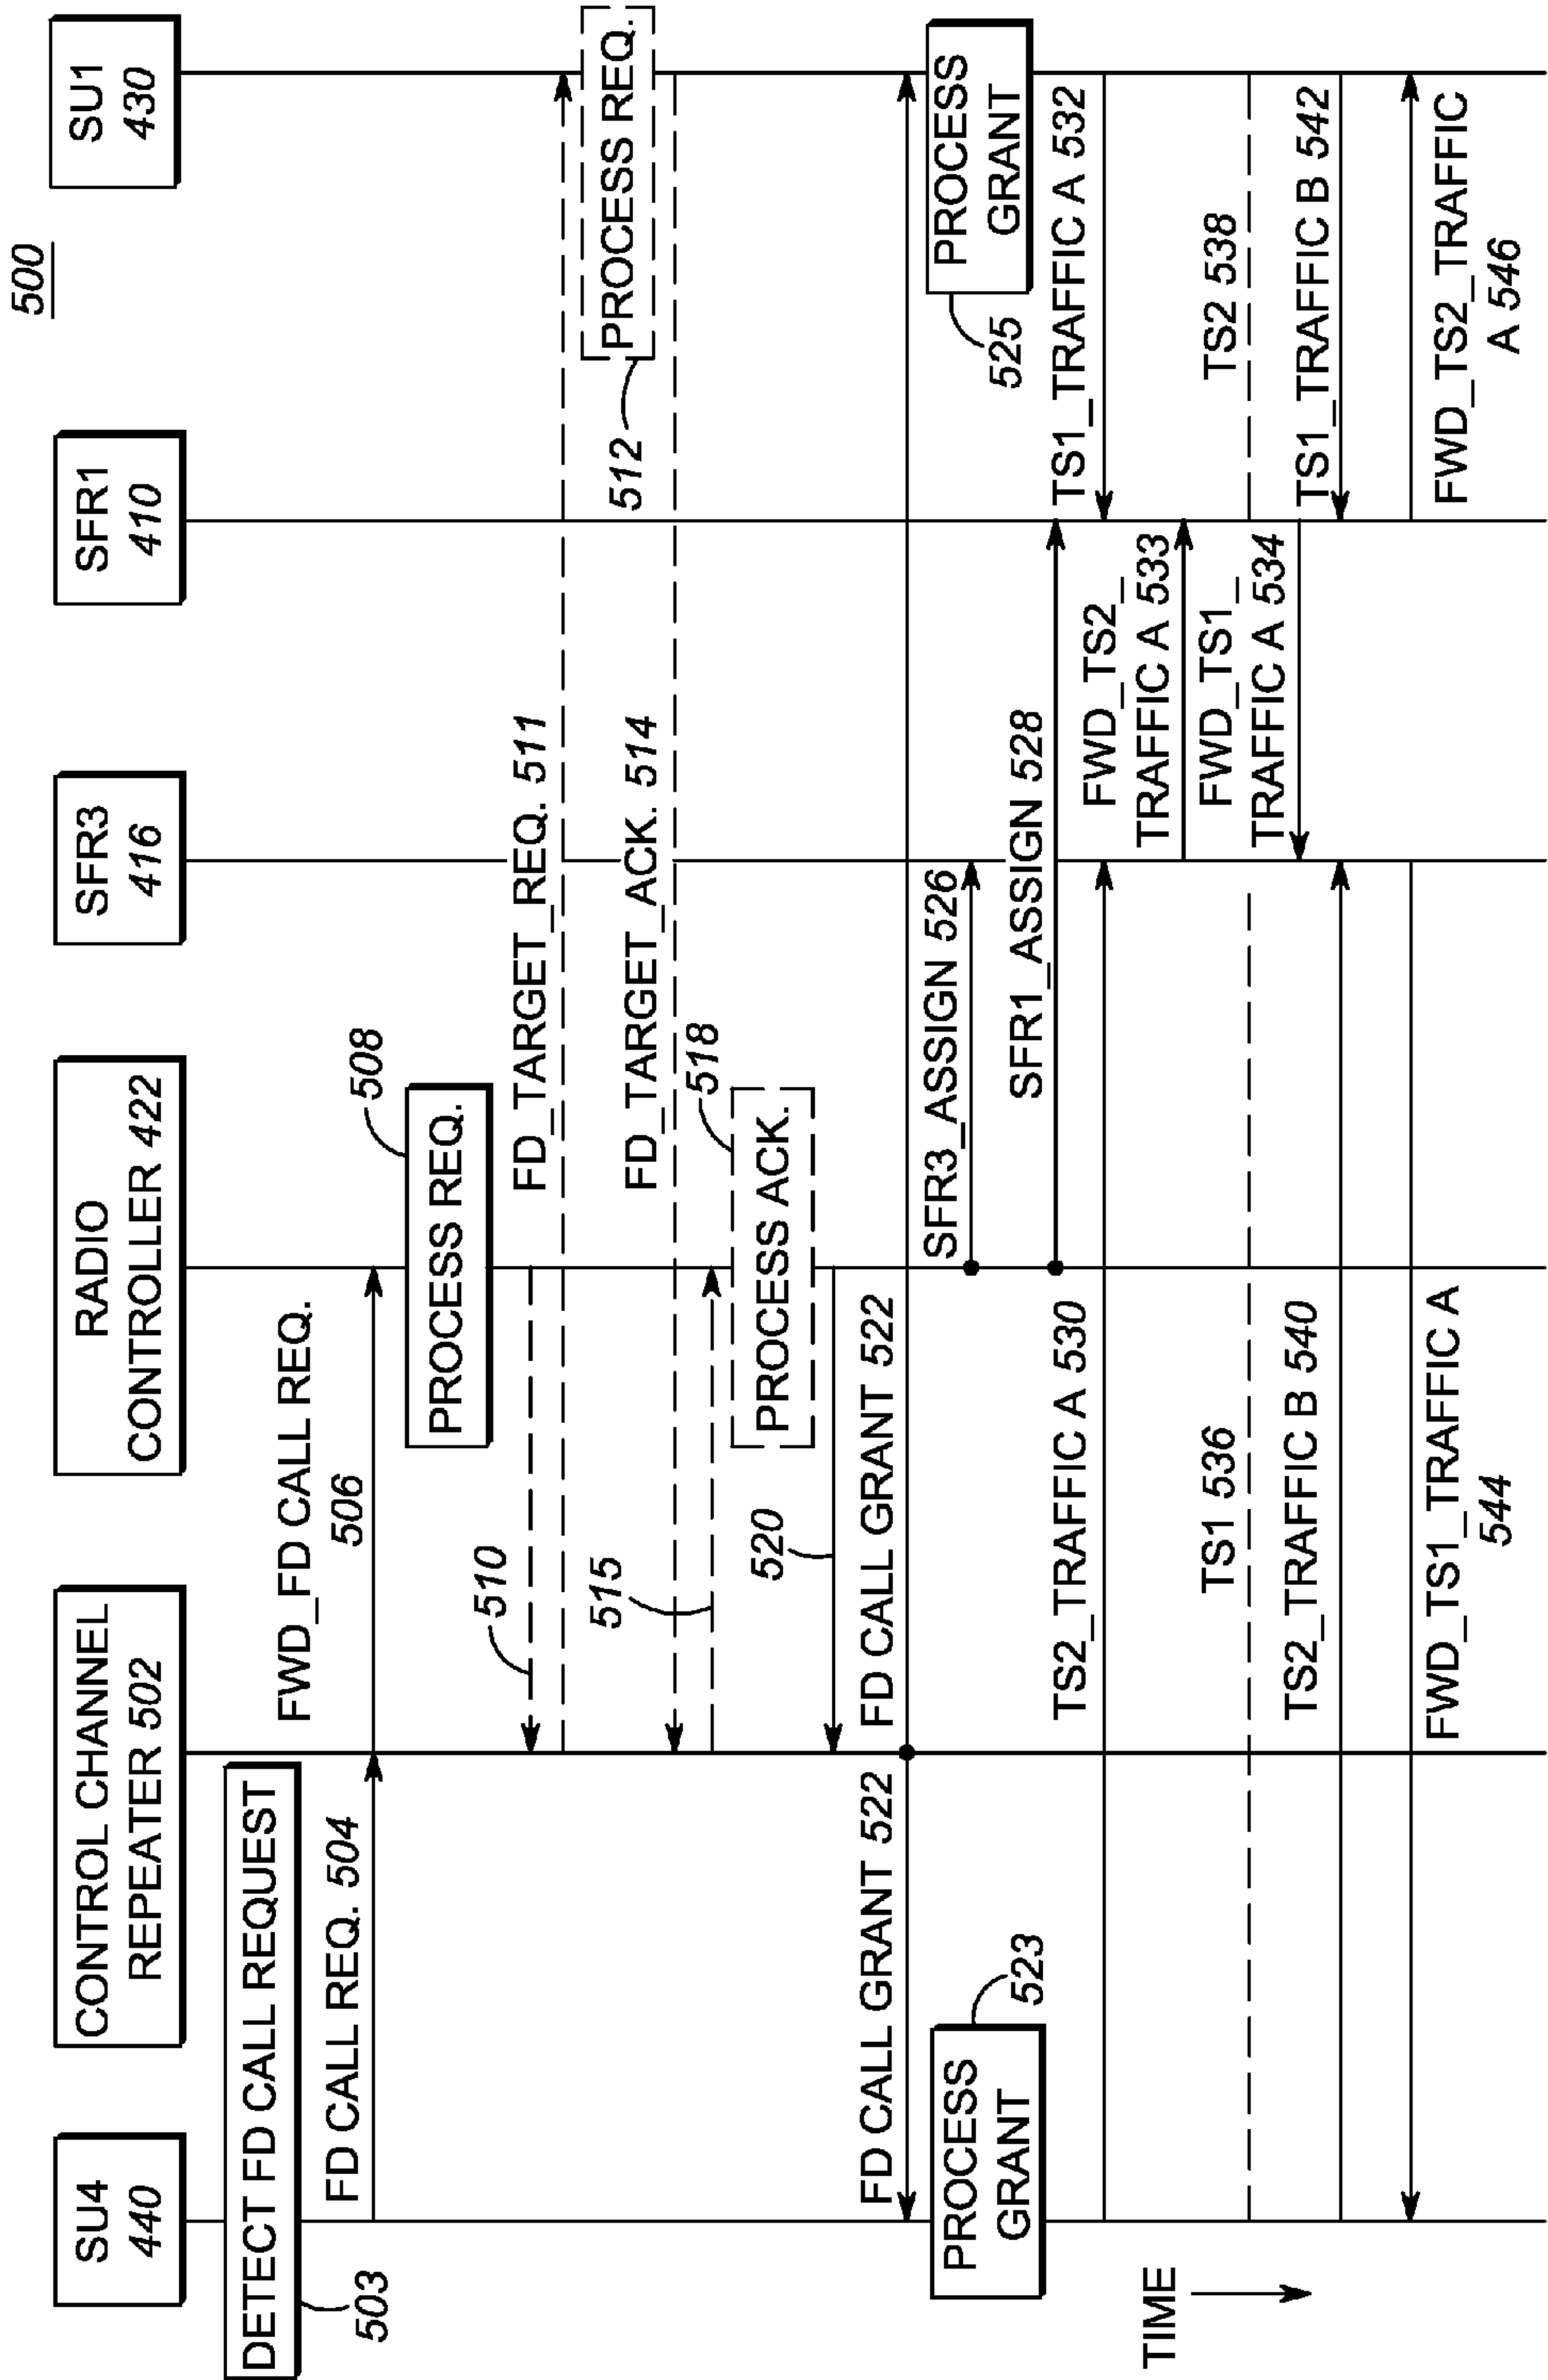 500
SU4
440
CONTROL CHANNEL
REPEATER 502
RADIO
CONTROLLER 422
SFR3
416
SFR1
410
SU1
430
DETECT FD CALL REQUEST
503
FD CALL REQ. 504
FWD_FD CALL REQ.
506
508
PROCESS REQ.
510
FD_TARGET_REQ. 511
PROCESS REQ.
512
FD_TARGET_ACK. 514
515
518
PROCESS ACK.
520
FD CALL GRANT 522
FD CALL GRANT 522
PROCESS
GRANT
523
PROCESS
GRANT
525
SFR3_ASSIGN 526
SFR1_ASSIGN 528
TS2_TRAFFIC A 530
TS1_TRAFFIC A 532
FWD_TS2_
TRAFFIC A 533
FWD_TS1_
TRAFFIC A 534
TS1 536
TS2 538
TS2_TRAFFIC B 540
TS1_TRAFFIC B 542
FWD_TS1_TRAFFIC A
544
FWD_TS2_TRAFFIC
A 546
TIME